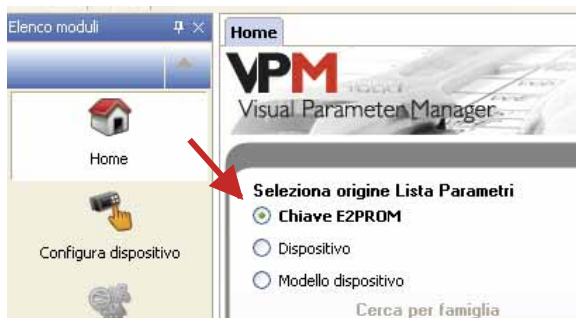 Elenco moduli
Home
Configura dispositivo
Home
VPM
Visual Parameter Manager
Seleziona origine Lista Parametri
Chiave E2PROM
Dispositivo
Modello dispositivo
Cerca per famiglia